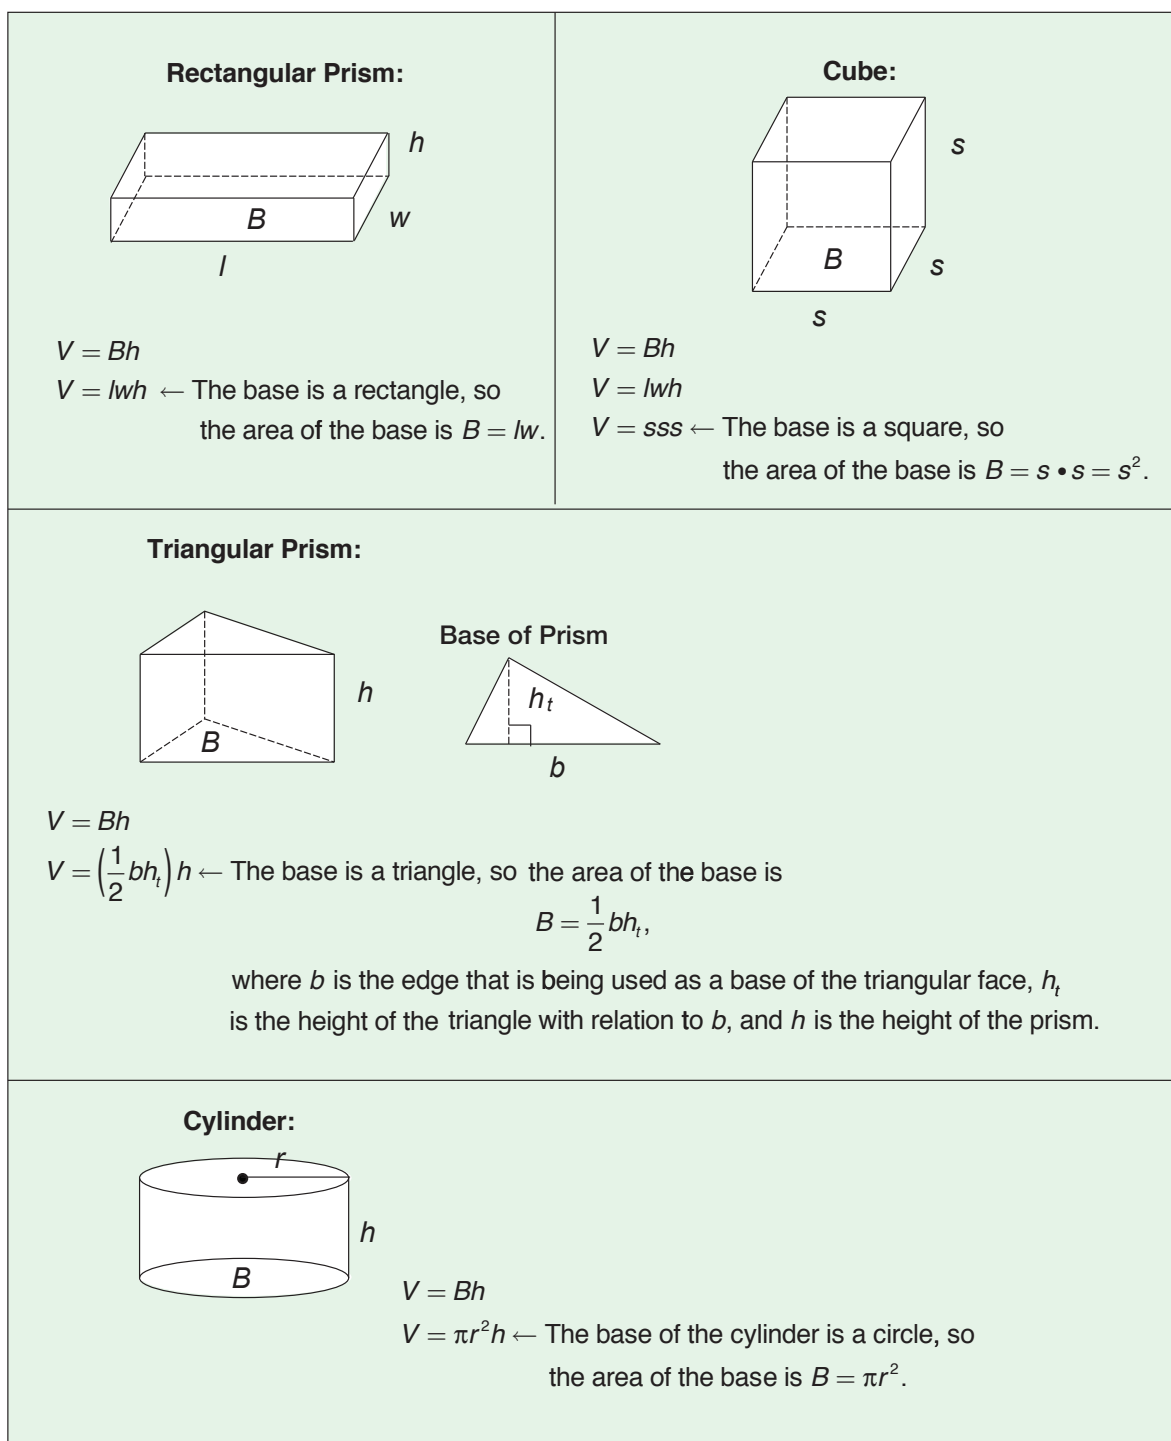 Rectangular Prism:
h
B
w
l
V = Bh
V = lwh ← The base is a rectangle, so
the area of the base is B = lw.
Cube:
s
B
s
s
V = Bh
V = lwh
V = sss ← The base is a square, so
the area of the base is B = s • s = s².
Triangular Prism:
h
B
Base of Prism
hₜ
b
V = Bh
V = (1/2 bhₜ) h ← The base is a triangle, so the area of the base is
B = 1/2 bhₜ,
where b is the edge that is being used as a base of the triangular face, hₜ
is the height of the triangle with relation to b, and h is the height of the prism.
Cylinder:
r
h
B
V = Bh
V = πr²h ← The base of the cylinder is a circle, so
the area of the base is B = πr².